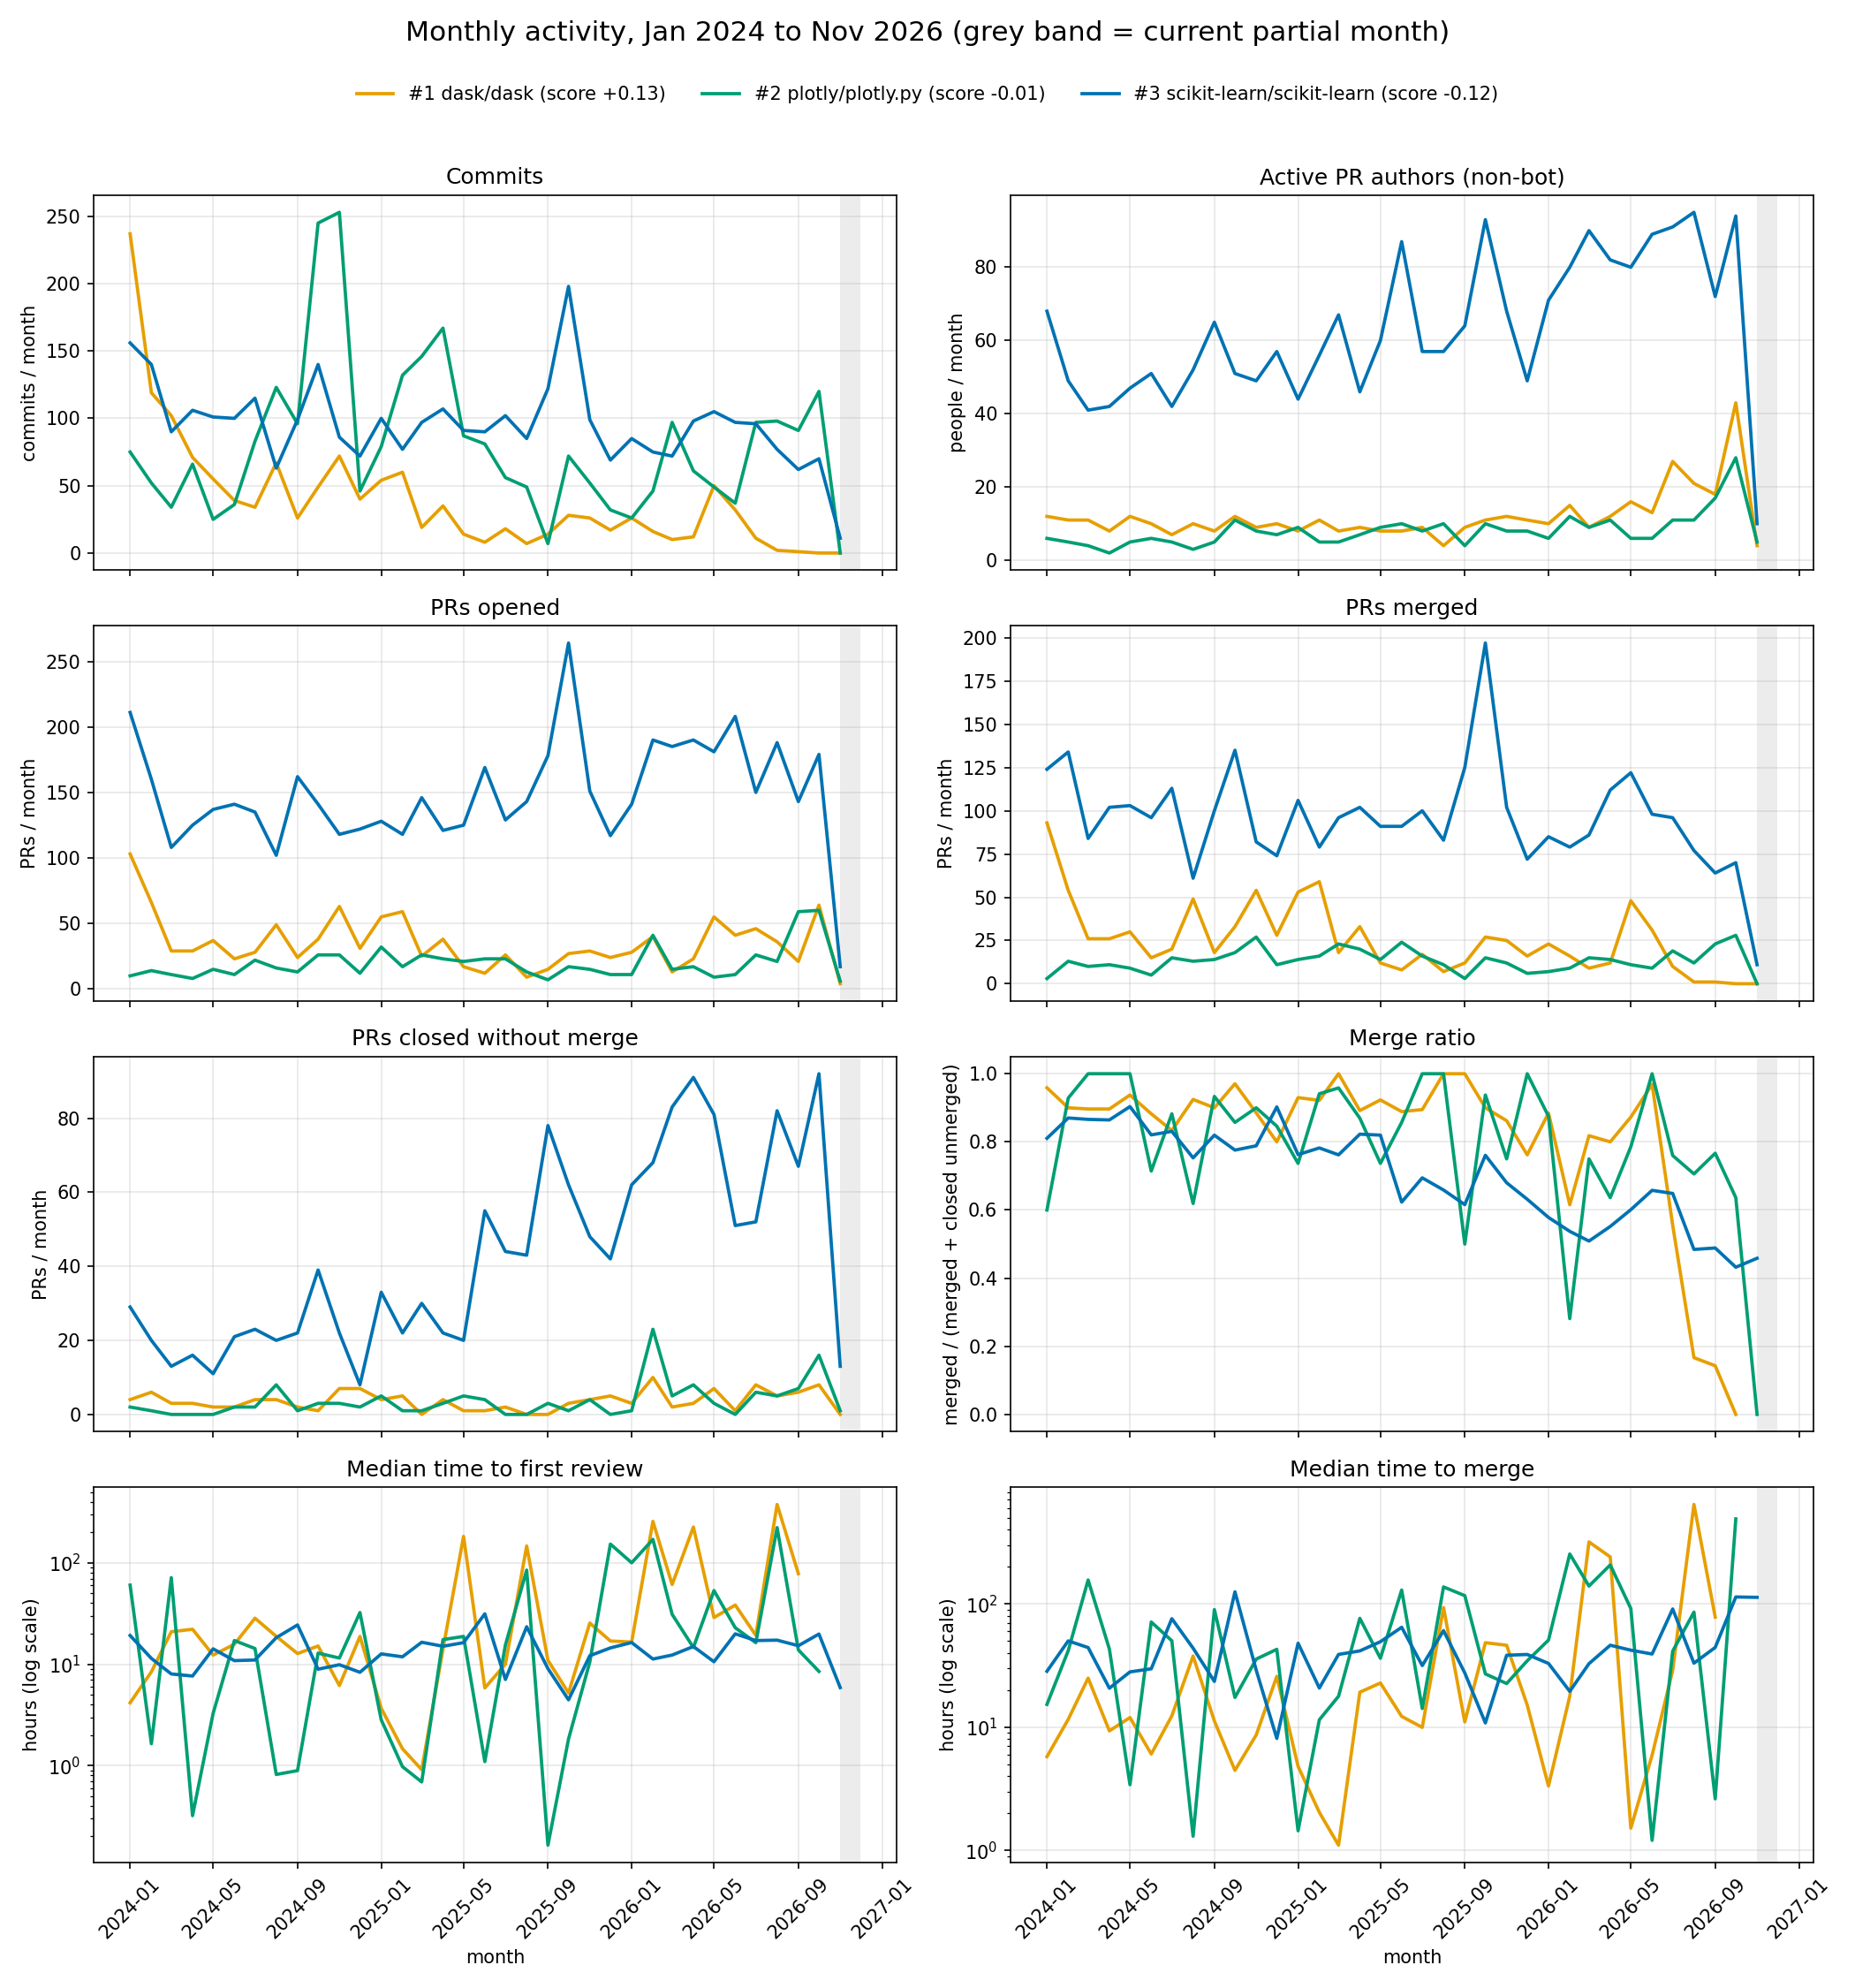 Monthly activity, Jan 2024 to Nov 2026 (grey band = current partial month)
#1 dask/dask (score +0.13)
#2 plotly/plotly.py (score -0.01)
#3 scikit-learn/scikit-learn (score -0.12)
Commits
commits / month
250
200
150
100
50
0
Active PR authors (non-bot)
people / month
80
60
40
20
0
PRs opened
PRs / month
250
200
150
100
50
0
PRs merged
PRs / month
200
175
150
125
100
75
50
25
0
PRs closed without merge
PRs / month
80
60
40
20
0
Merge ratio
merged / (merged + closed unmerged)
1.0
0.8
0.6
0.4
0.2
0.0
Median time to first review
hours (log scale)
10²
10¹
10⁰
2024-01
2024-05
2024-09
2025-01
2025-05
2025-09
2026-01
2026-05
2026-09
2027-01
month
Median time to merge
hours (log scale)
10²
10¹
10⁰
2024-01
2024-05
2024-09
2025-01
2025-05
2025-09
2026-01
2026-05
2026-09
2027-01
month